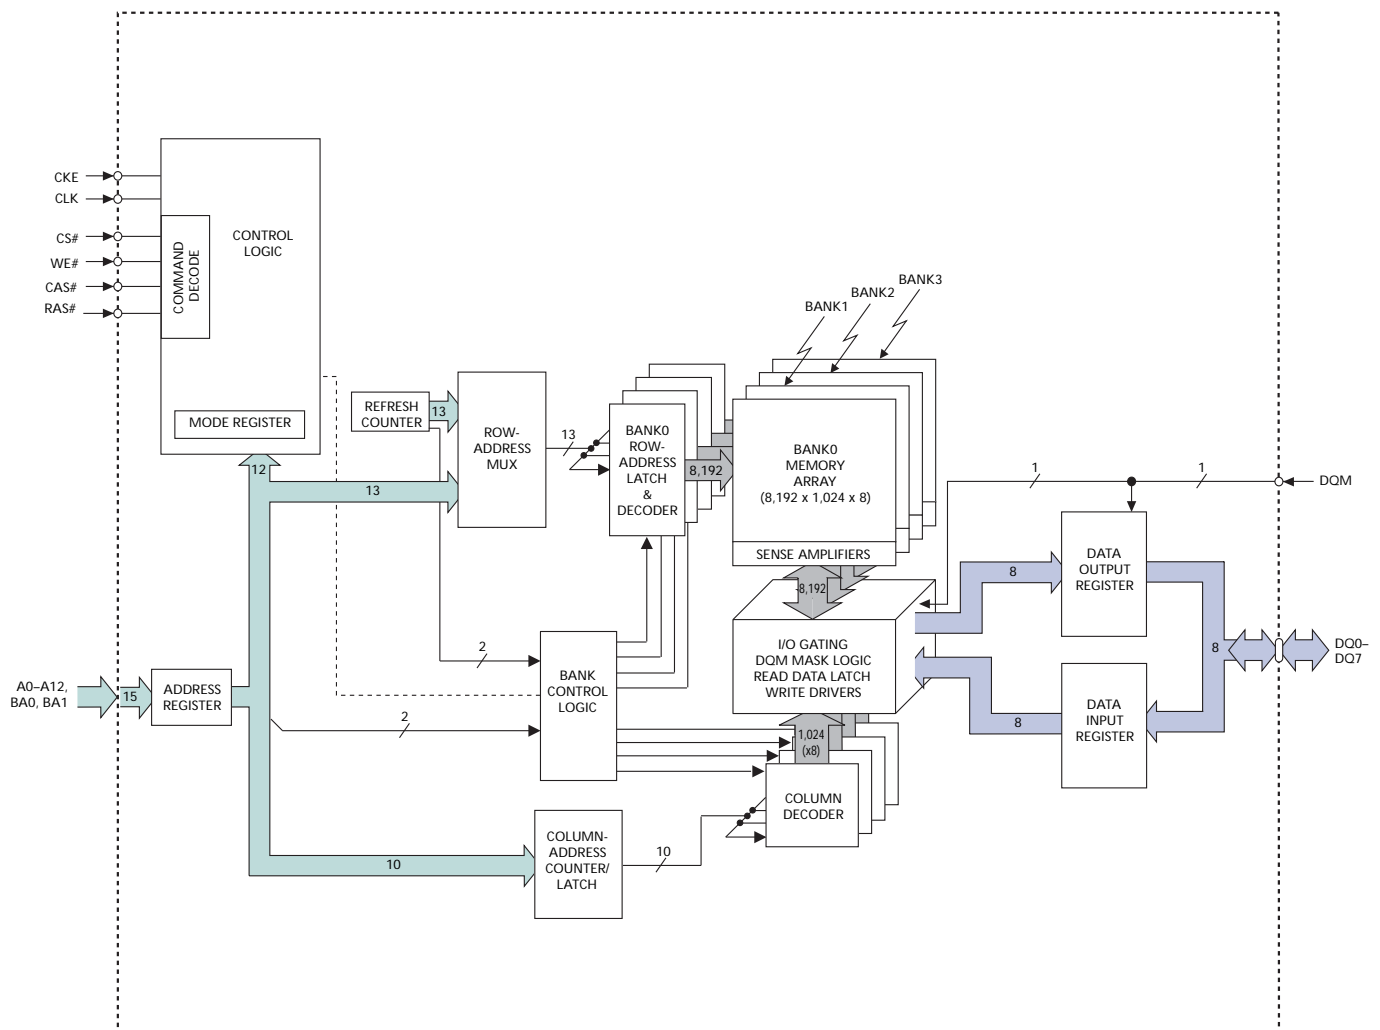 CKE
CLK
CS#
WE#
CAS#
RAS#
COMMAND
DECODE
CONTROL
LOGIC
MODE REGISTER
12
REFRESH
COUNTER
13
13
ROW-
ADDRESS
MUX
13
BANK0
ROW-
ADDRESS
LATCH
&
DECODER
8,192
BANK1
BANK2
BANK3
BANK0
MEMORY
ARRAY
(8,192 x 1,024 x 8)
SENSE AMPLIFIERS
8,192
I/O GATING
DQM MASK LOGIC
READ DATA LATCH
WRITE DRIVERS
1
1
DQM
DATA
OUTPUT
REGISTER
8
8
DQ0–
DQ7
DATA
INPUT
REGISTER
8
A0–A12,
BA0, BA1
15
ADDRESS
REGISTER
2
2
BANK
CONTROL
LOGIC
1,024
(x8)
COLUMN
DECODER
10
COLUMN-
ADDRESS
COUNTER/
LATCH
10